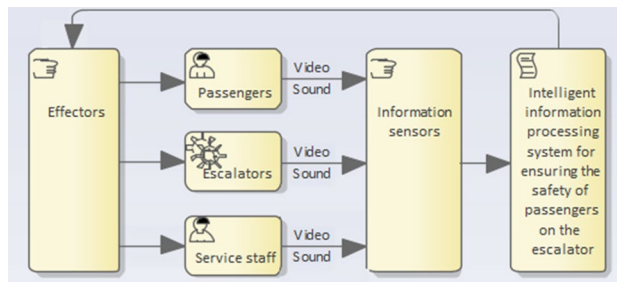 Effectors
Passengers
Escalators
Service staff
Video
Sound
Video
Sound
Video
Sound
Information
sensors
Intelligent
information
processing
system for
ensuring the
safety of
passengers
on the
escalator